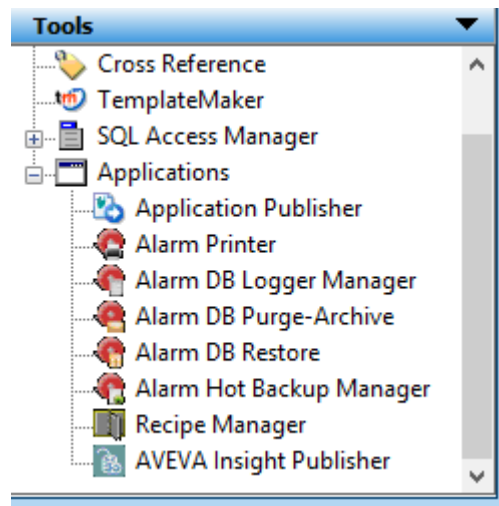 Tools
Cross Reference
TemplateMaker
SQL Access Manager
Applications
Application Publisher
Alarm Printer
Alarm DB Logger Manager
Alarm DB Purge-Archive
Alarm DB Restore
Alarm Hot Backup Manager
Recipe Manager
AVEVA Insight Publisher